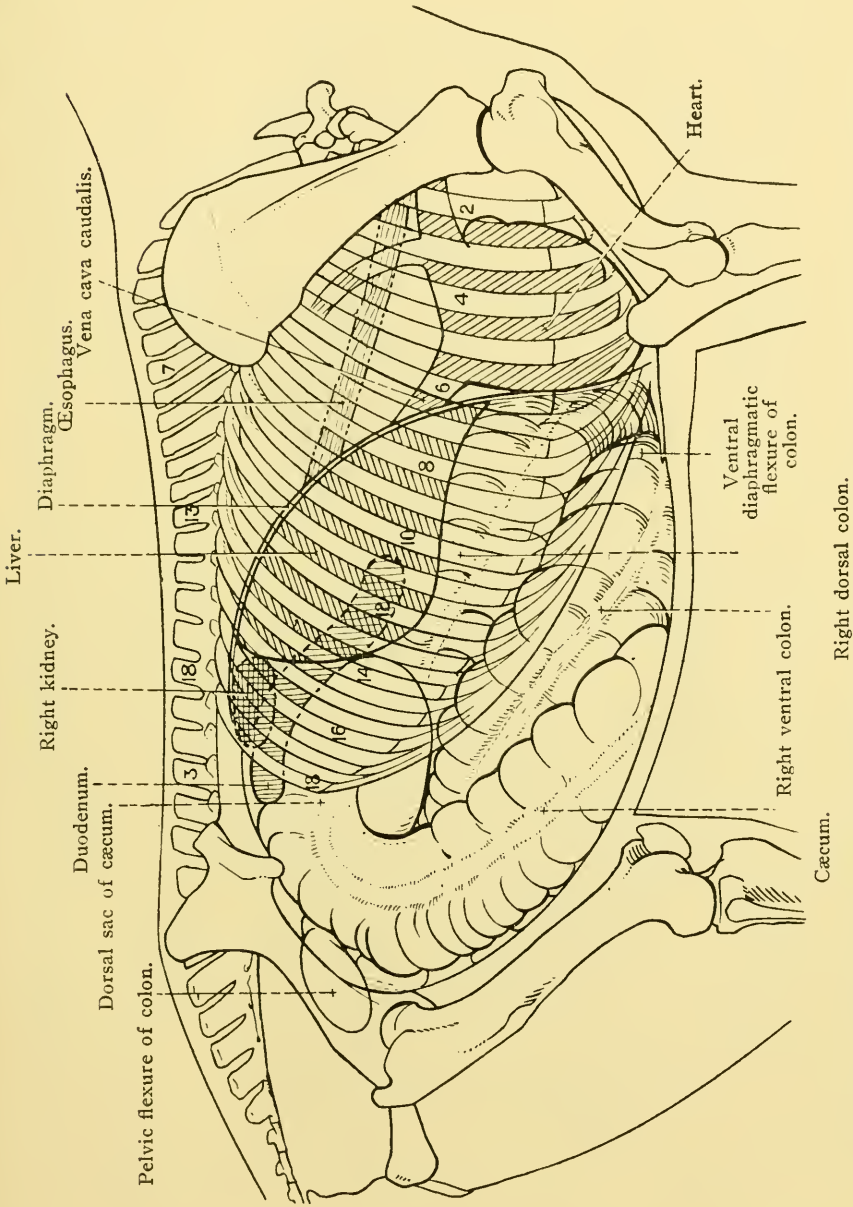 Liver.
Diaphragm.
Œsophagus.
Vena cava caudalis.
Right kidney.
Duodenum.
Dorsal sac of cæcum.
Pelvic flexure of colon.
3
18
13
7
2
4
6
8
10
12
14
16
18
Heart.
Ventral
diaphragmatic
flexure of
colon.
Right dorsal colon.
Right ventral colon.
Cæcum.